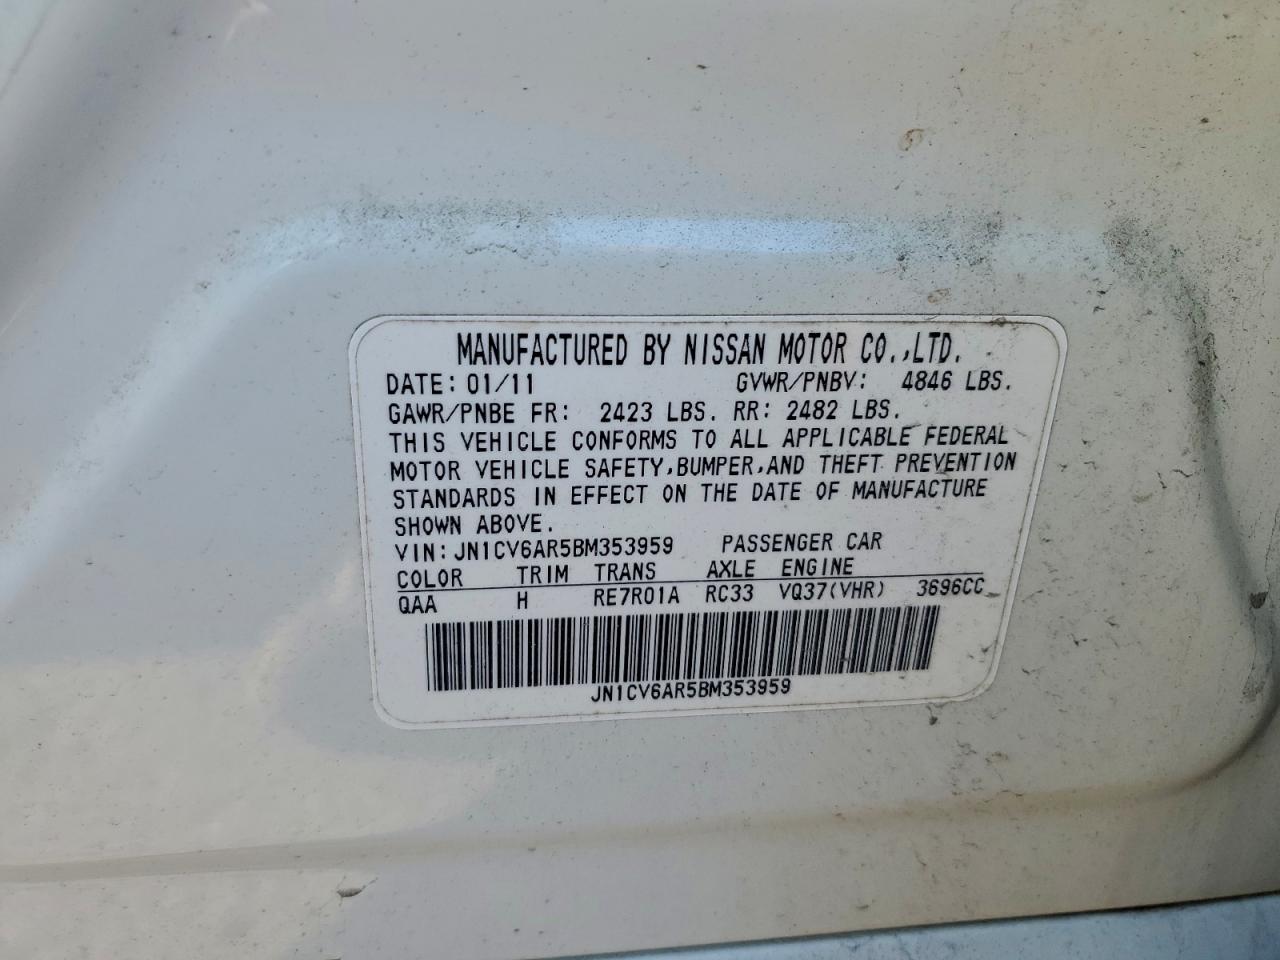 MANUFACTURED BY NISSAN MOTOR CO.,LTD.
DATE: 01/11 GVWR/PNBV: 4846 LBS.
GAWR/PNBE FR: 2423 LBS. RR: 2482 LBS.
THIS VEHICLE CONFORMS TO ALL APPLICABLE FEDERAL
MOTOR VEHICLE SAFETY,BUMPER,AND THEFT PREVENTION
STANDARDS IN EFFECT ON THE DATE OF MANUFACTURE
SHOWN ABOVE.
VIN: JN1CV6AR5BM353959 PASSENGER CAR
COLOR TRIM TRANS AXLE ENGINE
QAA H RE7R01A RC33 VQ37(VHR) 3696CC
JN1CV6AR5BM353959